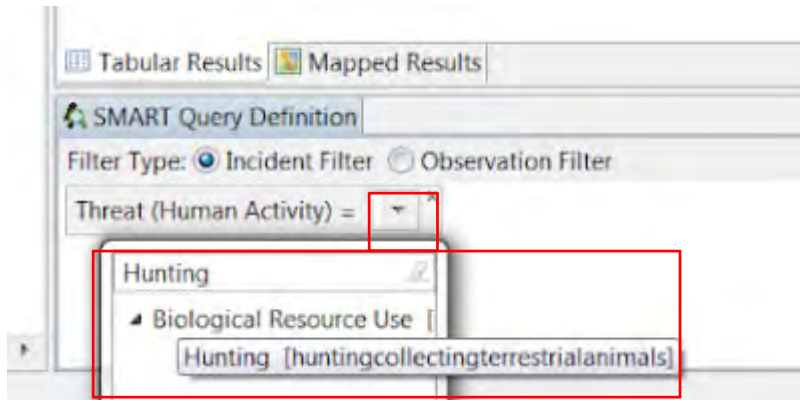 Tabular Results Mapped Results
SMART Query Definition
Filter Type: Incident Filter Observation Filter
Threat (Human Activity) =
Hunting
Biological Resource Use [
Hunting [huntingcollectingterrestrialanimals]